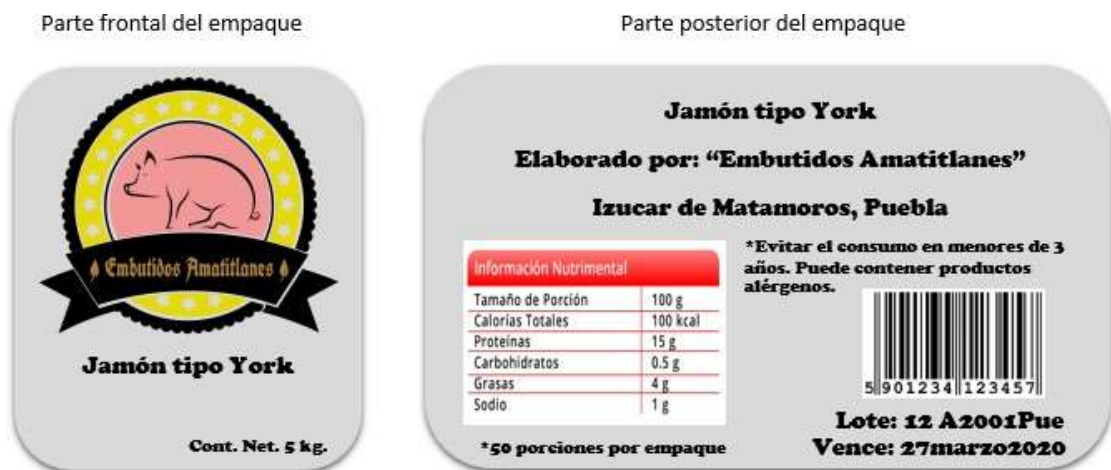 Parte frontal del empaque
Parte posterior del empaque
Embutidos Amatitlanes
Jamón tipo York
Cont. Net. 5 kg.
Jamón tipo York
Elaborado por: “Embutidos Amatitlanes”
Izucar de Matamoros, Puebla
Información Nutrimental
Tamaño de Porción 100 g
Calorías Totales 100 kcal
Proteínas 15 g
Carbohidratos 0.5 g
Grasas 4 g
Sodio 1 g
*50 porciones por empaque
*Evitar el consumo en menores de 3
años. Puede contener productos
alérgenos.
5 901234 123457
Lote: 12 A2001Pue
Vence: 27marzo2020